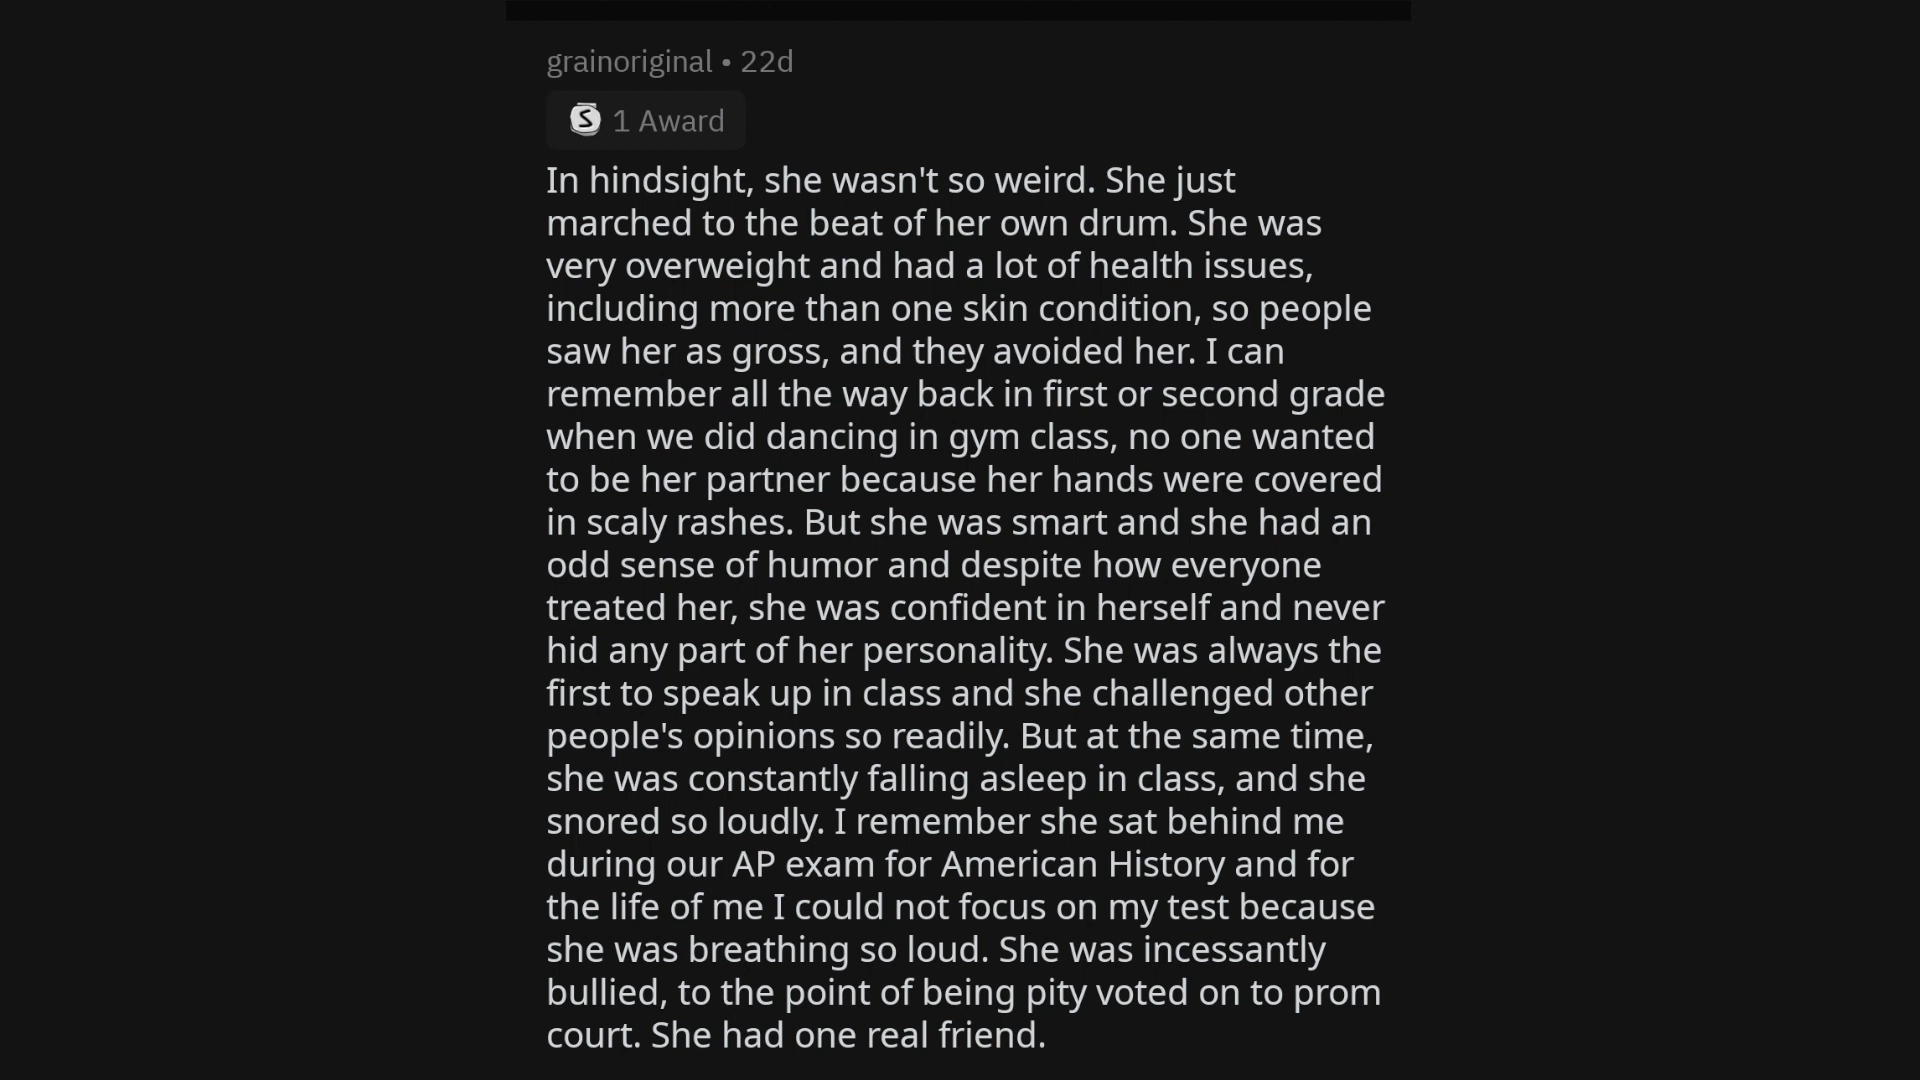 grainoriginal • 22d
S 1 Award
In hindsight, she wasn't so weird. She just
marched to the beat of her own drum. She was
very overweight and had a lot of health issues,
including more than one skin condition, so people
saw her as gross, and they avoided her. I can
remember all the way back in first or second grade
when we did dancing in gym class, no one wanted
to be her partner because her hands were covered
in scaly rashes. But she was smart and she had an
odd sense of humor and despite how everyone
treated her, she was confident in herself and never
hid any part of her personality. She was always the
first to speak up in class and she challenged other
people's opinions so readily. But at the same time,
she was constantly falling asleep in class, and she
snored so loudly. I remember she sat behind me
during our AP exam for American History and for
the life of me I could not focus on my test because
she was breathing so loud. She was incessantly
bullied, to the point of being pity voted on to prom
court. She had one real friend.